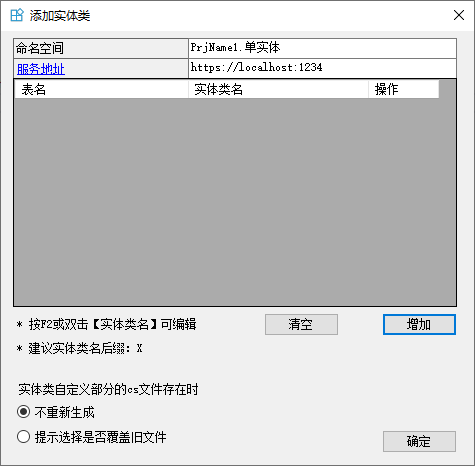 添加实体类
命名空间 PrjName1.单实体
服务地址 https://localhost:1234
表名 实体类名 操作
* 按F2或双击【实体类名】可编辑 清空 增加
* 建议实体类名后缀: X
实体类自定义部分的cs文件存在时
不重新生成
提示选择是否覆盖旧文件
确定